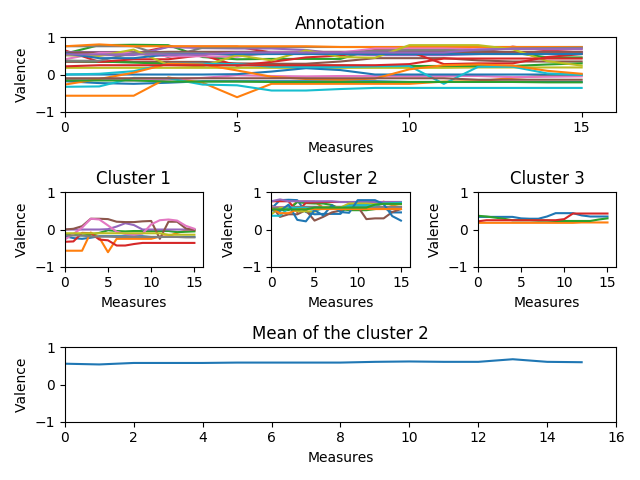 Annotation
Valence
1
0
−1
0 5 10 15
Measures
Cluster 1 Cluster 2 Cluster 3
Valence Valence Valence
1 1 1
0 0 0
−1 −1 −1
0 5 10 15 0 5 10 15 0 5 10 15
Measures Measures Measures
Mean of the cluster 2
Valence
1
0
−1
0 2 4 6 8 10 12 14 16
Measures